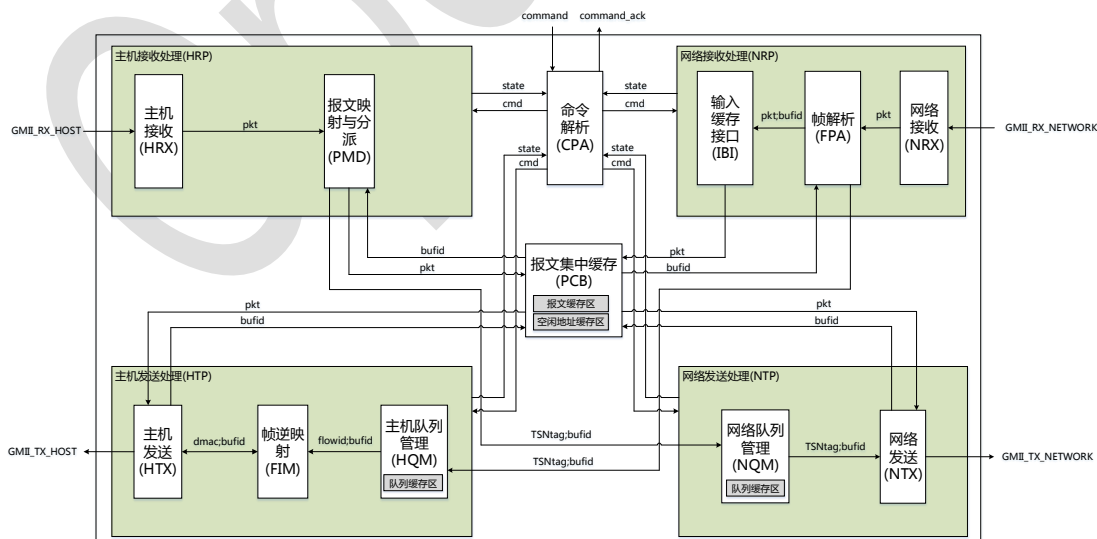 command
command_ack
主机接收处理(HRP)
网络接收处理(NRP)
GMII_RX_HOST
主机
接收
(HRX)
pkt
报文映
射与分
派
(PMD)
state
cmd
state
cmd
命令
解析
(CPA)
state
cmd
state
cmd
输入
缓存
接口
(IBI)
pkt;bufid
帧解析
(FPA)
pkt
网络
接收
(NRX)
GMII_RX_NETWORK
bufid
pkt
报文集中缓存
(PCB)
报文缓存区
空闲地址缓存区
pkt
bufid
pkt
bufid
pkt
bufid
主机发送处理(HTP)
网络发送处理(NTP)
GMII_TX_HOST
主机
发送
(HTX)
dmac;bufid
帧逆映
射
(FIM)
flowid;bufid
主机队列
管理
(HQM)
队列缓存区
TSNtag;bufid
TSNtag;bufid
网络队列
管理
(NQM)
队列缓存区
TSNtag;bufid
网络
发送
(NTX)
GMII_TX_NETWORK